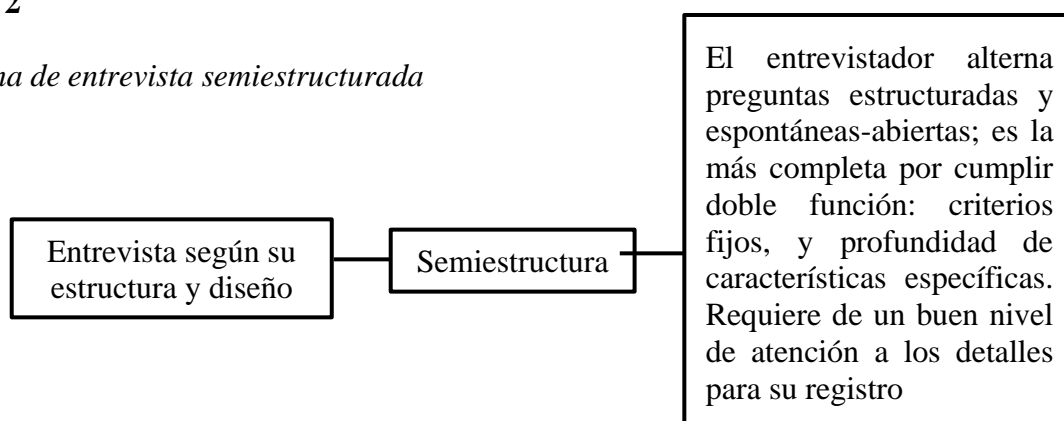 2
de entrevista semiestructurada
El entrevistador alterna
preguntas estructuradas y
espontáneas-abiertas; es la
más completa por cumplir
doble función: criterios
fijos, y profundidad de
características específicas.
Requiere de un buen nivel
de atención a los detalles
para su registro
Entrevista según su
estructura y diseño
Semiestructura